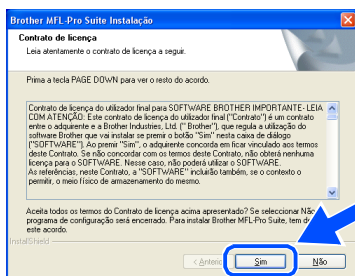 Brother MFL-Pro Suite Instalação
Contrato de licença
Leia atentamente o contrato de licença a seguir.
Prima a tecla PAGE DOWN para ver o resto do acordo.
Contrato de licença do utilizador final para SOFTWARE BROTHER IMPORTANTE- LEIA
COM ATENÇÃO: Este contrato de licença do utilizador final ("Contrato") é um contrato
entre o adquirente e a Brother Industries, Ltd. (" Brother"), que regula a utilização do
software Brother que vai instalar se premir o botão "Sim" nesta caixa de diálogo
("SOFTWARE"). Ao premir "Sim", o adquirente concorda em ficar vinculado aos termos
deste Contrato. Se não concordar com os termos deste Contrato, não obterá nenhuma
licença para o SOFTWARE. Nesse caso, não poderá utilizar o SOFTWARE.
As referências, neste Contrato, a "SOFTWARE" incluirão também, se o contexto o
permitir, o meio físico de armazenamento do mesmo.
Aceita todos os termos do Contrato de licença acima apresentado? Se seleccionar Não
programa de configuração será encerrado. Para instalar Brother MFL-Pro Suite, tem d
este acordo.
InstallShield
< Anterio
Sim
Não